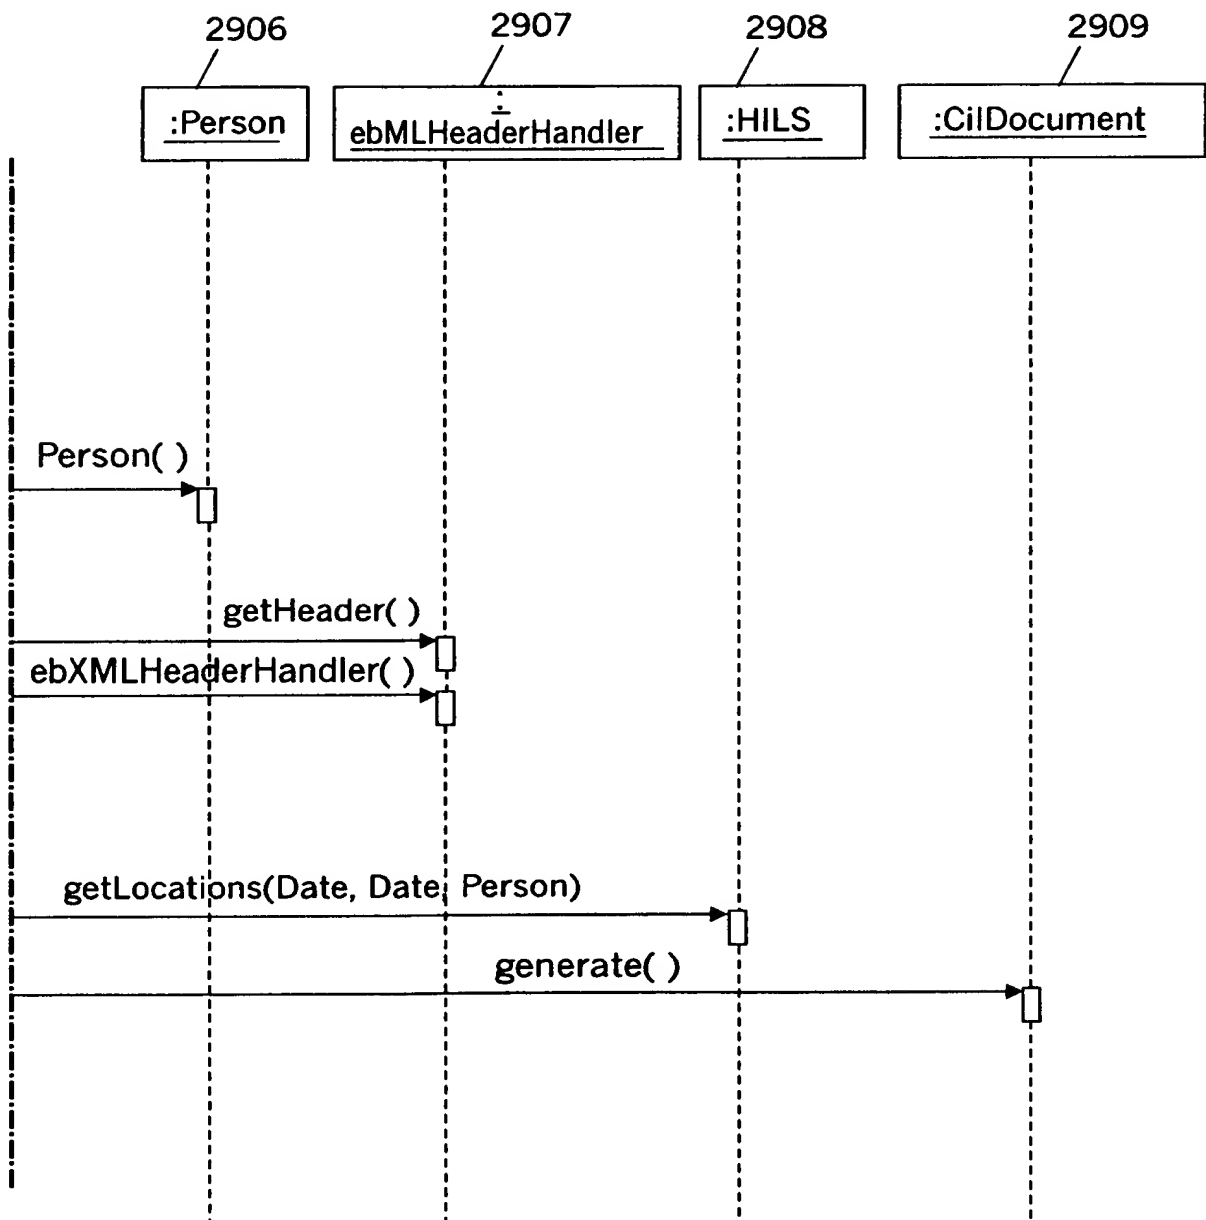 2906
2907
2908
2909
:Person
:
ebMLHeaderHandler
:HILS
:CilDocument
Person( )
getHeader( )
ebXMLHeaderHandler( )
getLocations(Date, Date, Person)
generate( )